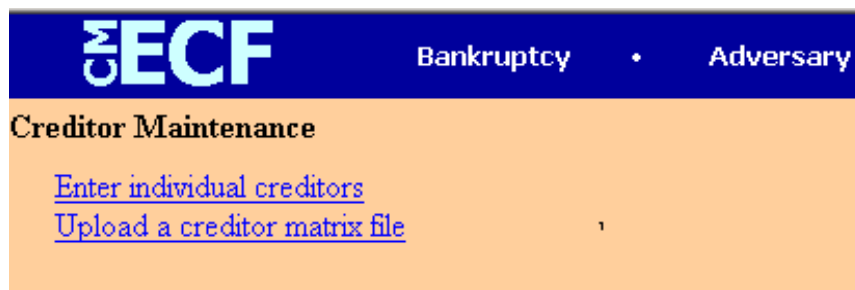 CM ECF Bankruptcy • Adversary
Creditor Maintenance
Enter individual creditors
Upload a creditor matrix file